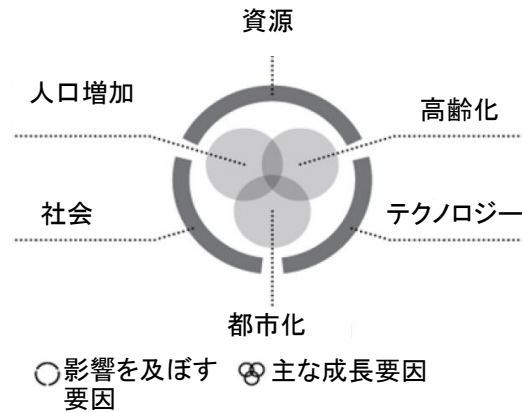 資源
人口増加
高齢化
社会
テクノロジー
都市化
影響を及ぼす
要因
主な成長要因